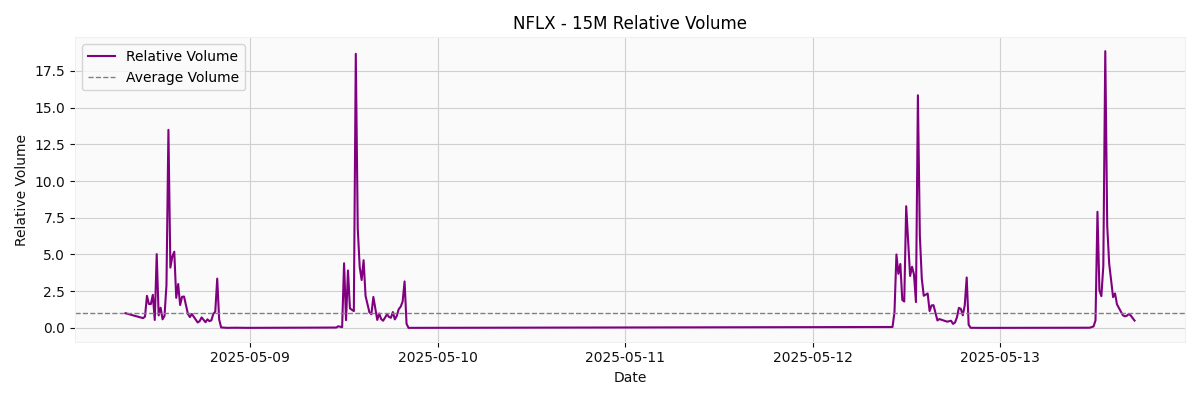 NFLX - 15M Relative Volume
Relative Volume
Average Volume
17.5
15.0
12.5
10.0
7.5
5.0
2.5
0.0
Relative Volume
2025-05-09
2025-05-10
2025-05-11
2025-05-12
2025-05-13
Date